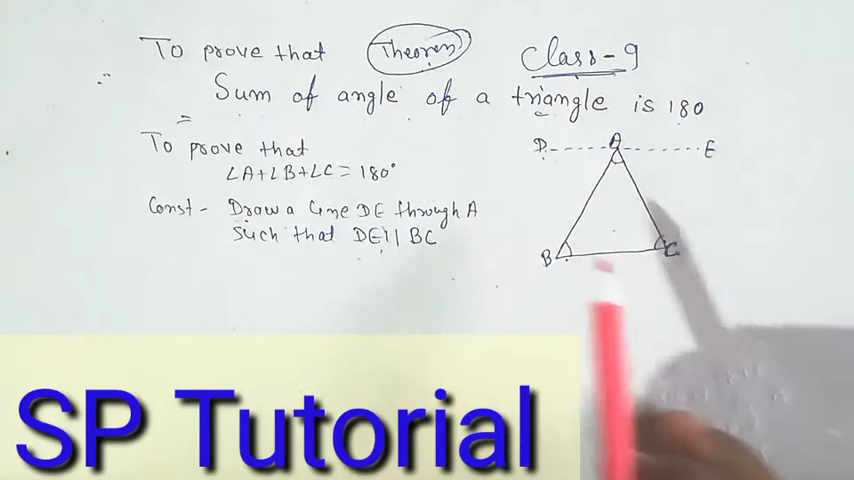 To prove that Theorem Class-9
Sum of angle of a triangle is 180
To prove that
∠A+∠B+∠C=180°
Const- Draw a line DE through A
such that DE || BC
D A E
B C
SP Tutorial